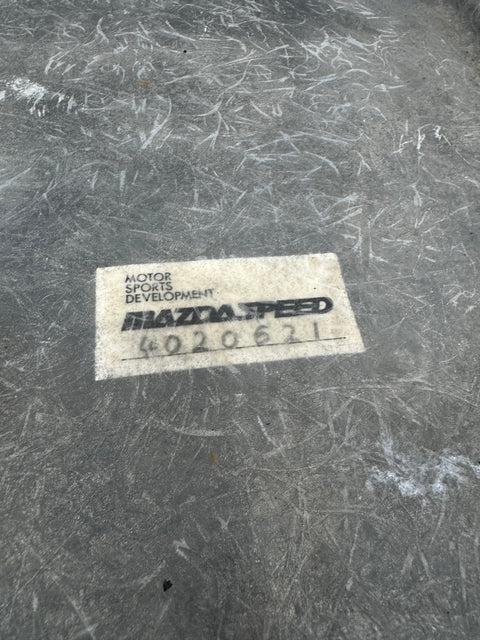 MOTOR
SPORTS
DEVELOPMENT
MAZDASPEED
4020621